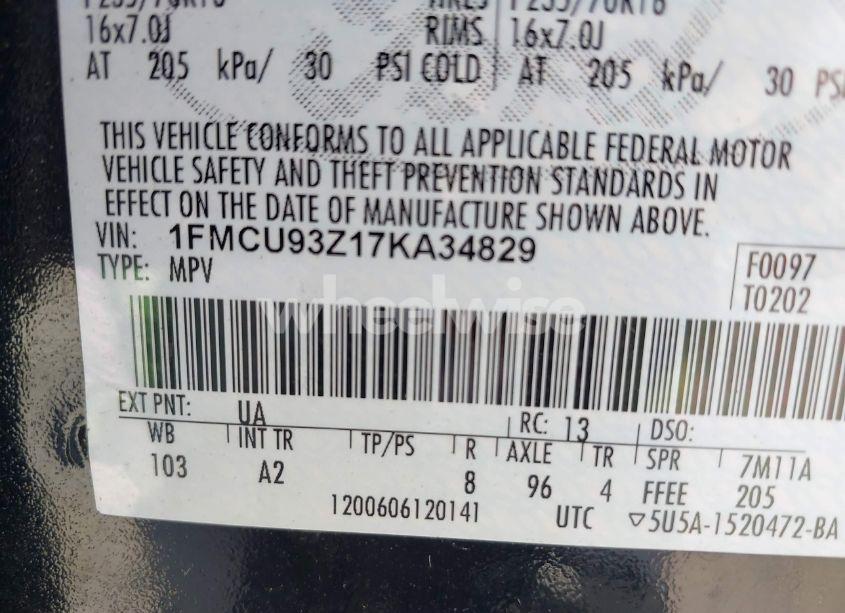 16x7.0J RIMS 16x7.0J
AT 205 kPa/ 30 PSI COLD AT 205 kPa/ 30 PSI
THIS VEHICLE CONFORMS TO ALL APPLICABLE FEDERAL MOTOR
VEHICLE SAFETY AND THEFT PREVENTION STANDARDS IN
EFFECT ON THE DATE OF MANUFACTURE SHOWN ABOVE.
VIN: 1FMCU93Z17KA34829
TYPE: MPV
F0097
T0202
wheelwise
EXT PNT: UA RC: 13 DSO:
WB INT TR TP/PS R AXLE TR SPR 7M11A
103 A2 8 96 4 FFEE 205
1200606120141 UTC ▽5U5A-1520472-BA